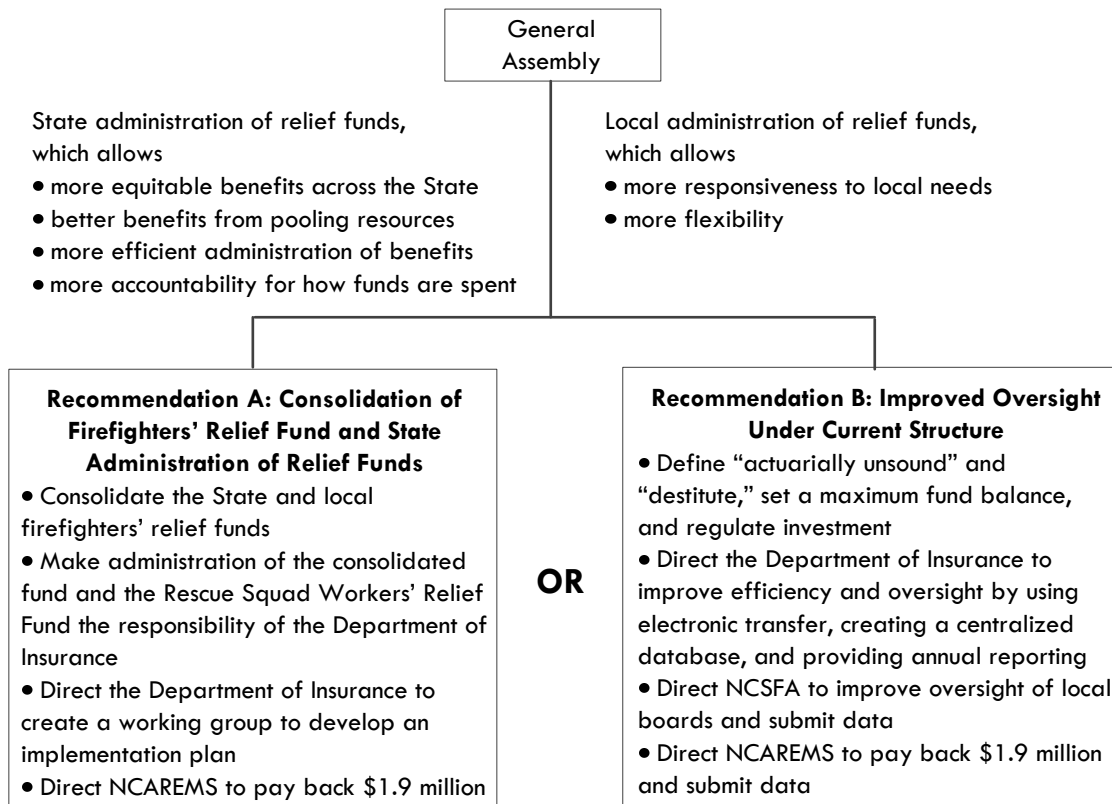 General
Assembly
State administration of relief funds,
which allows
• more equitable benefits across the State
• better benefits from pooling resources
• more efficient administration of benefits
• more accountability for how funds are spent
Local administration of relief funds,
which allows
• more responsiveness to local needs
• more flexibility
Recommendation A: Consolidation of
Firefighters’ Relief Fund and State
Administration of Relief Funds
• Consolidate the State and local
firefighters’ relief funds
• Make administration of the consolidated
fund and the Rescue Squad Workers’ Relief
Fund the responsibility of the Department of
Insurance
• Direct the Department of Insurance to
create a working group to develop an
implementation plan
• Direct NCAREMS to pay back $1.9 million
OR
Recommendation B: Improved Oversight
Under Current Structure
• Define “actuarially unsound” and
“destitute,” set a maximum fund balance,
and regulate investment
• Direct the Department of Insurance to
improve efficiency and oversight by using
electronic transfer, creating a centralized
database, and providing annual reporting
• Direct NCSFA to improve oversight of local
boards and submit data
• Direct NCAREMS to pay back $1.9 million
and submit data